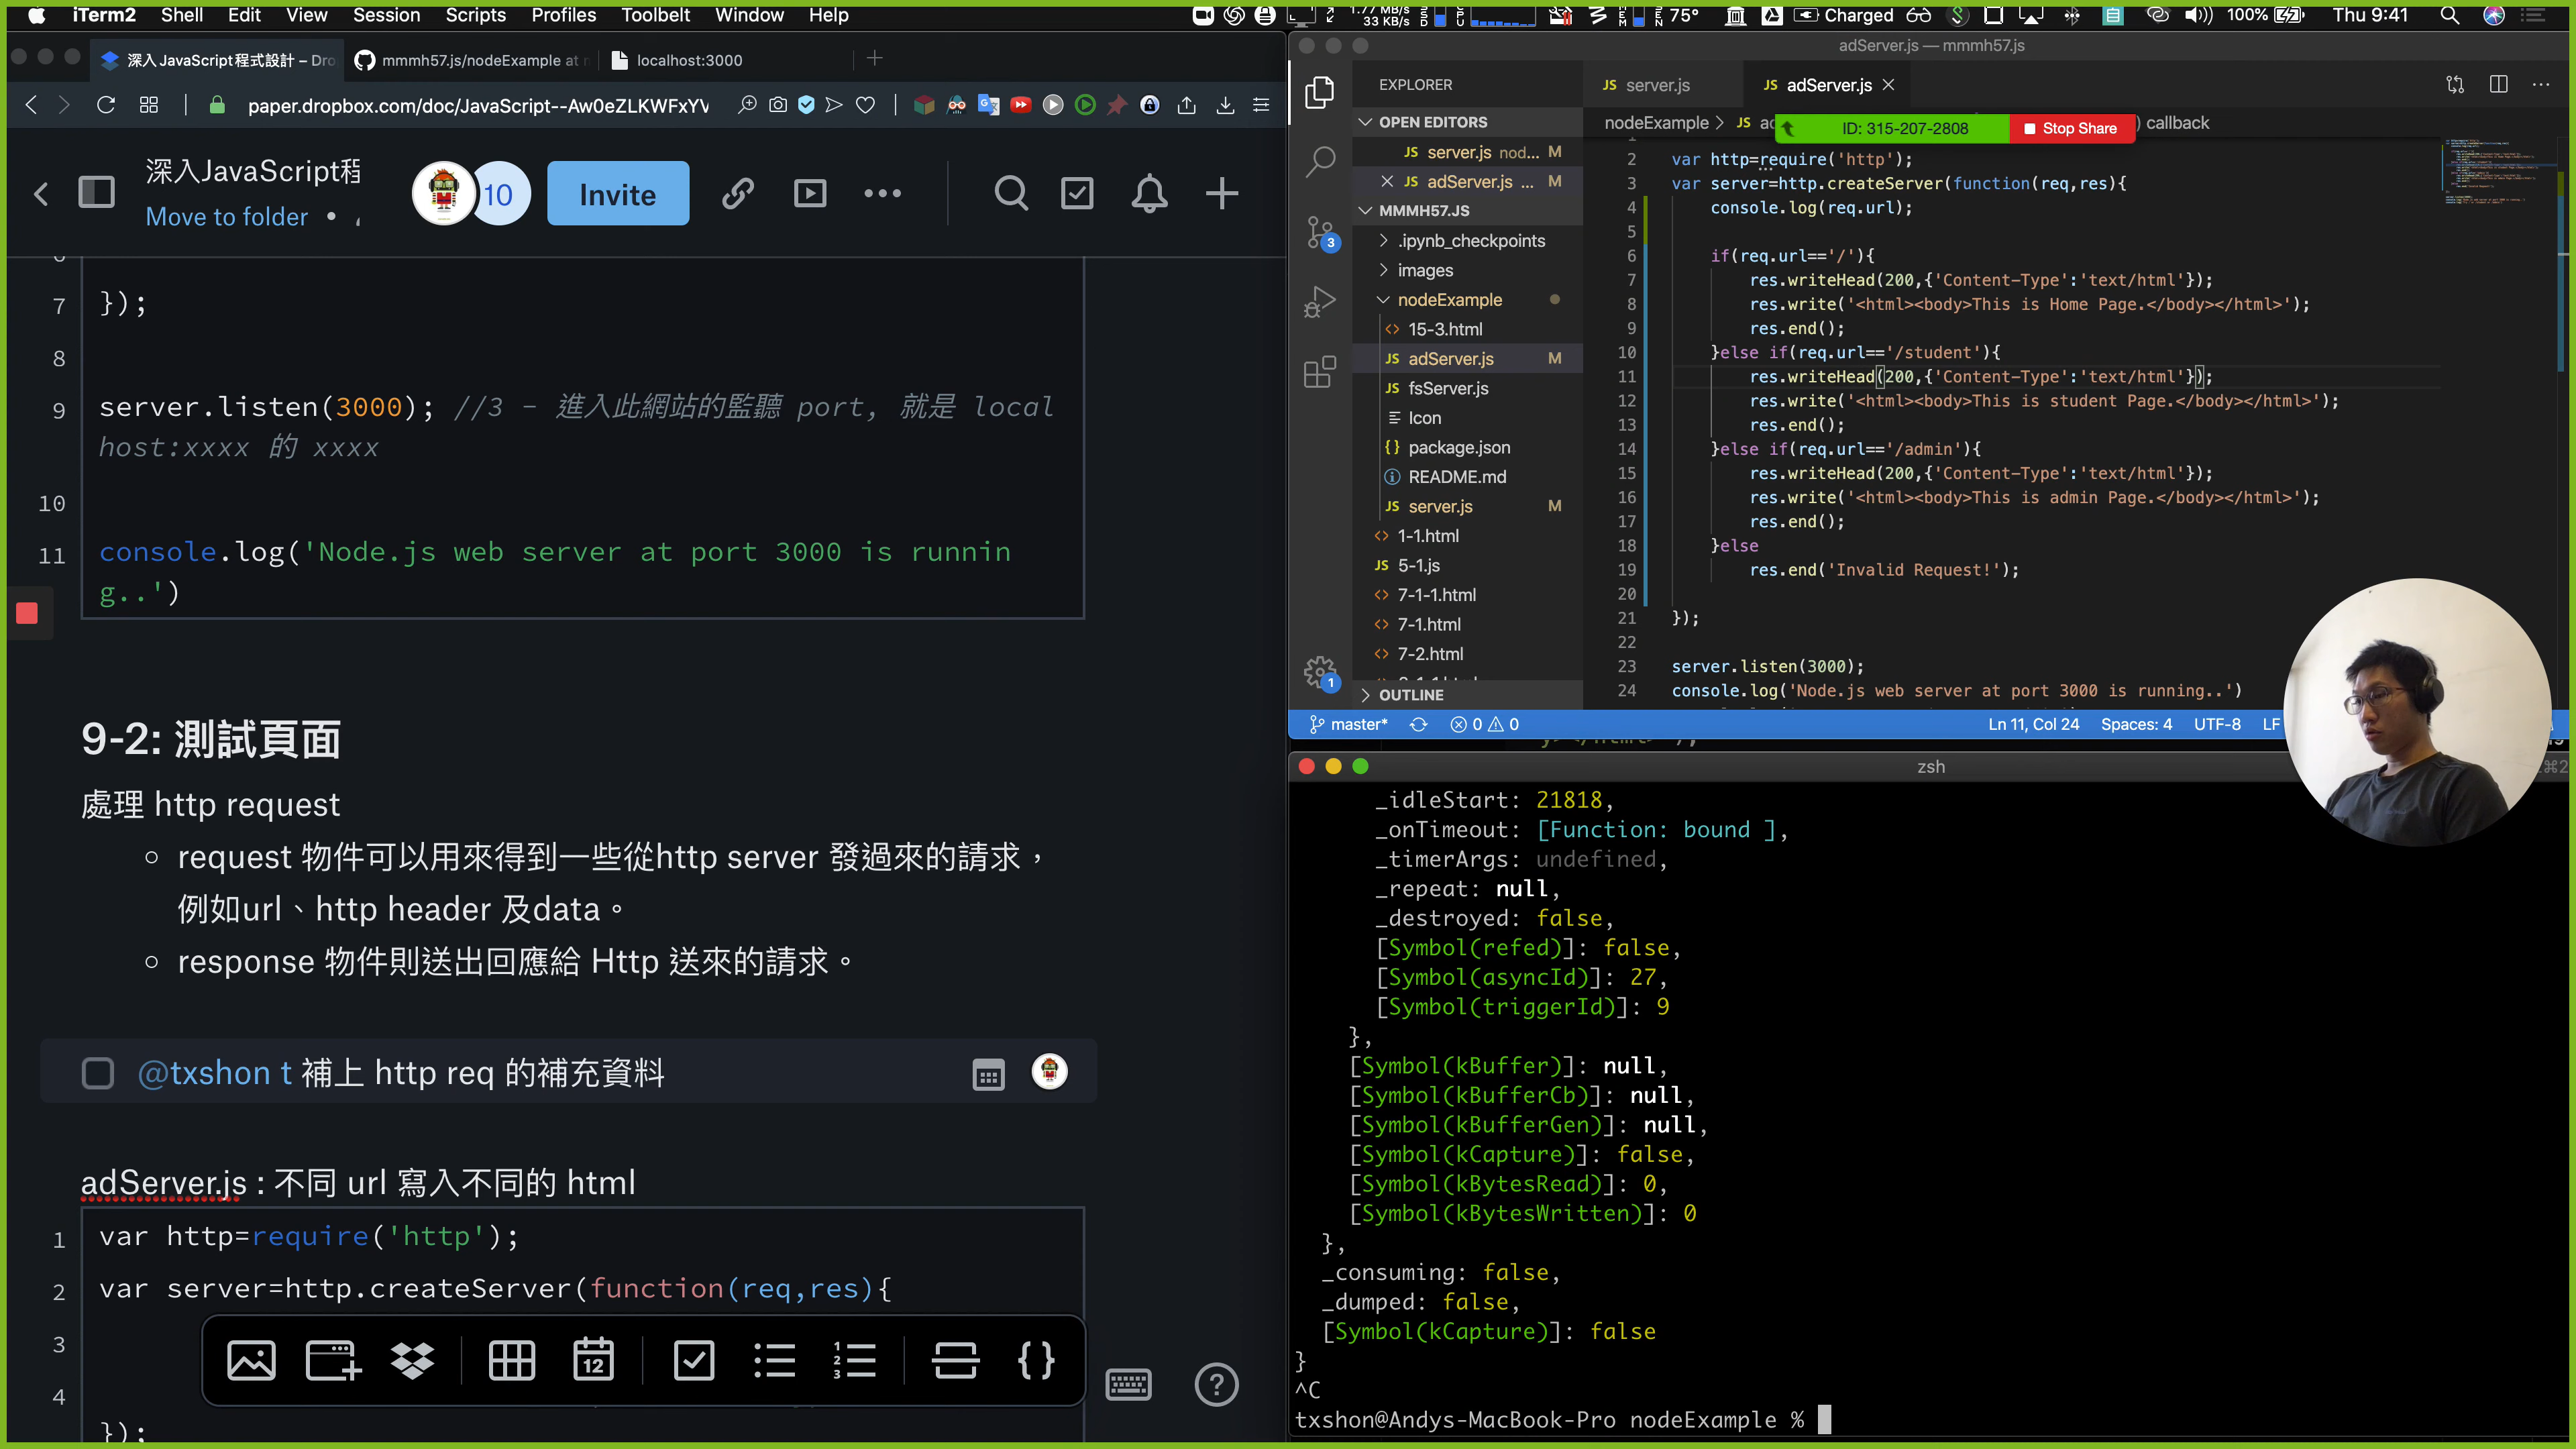 iTerm2 Shell Edit View Session Scripts Profiles Toolbelt Window Help
1.77 MB/s
33 KB/s
75°
Charged
100%
Thu 9:41
深入JavaScript程式設計 – Dro
mmmh57.js/nodeExample at
localhost:3000
paper.dropbox.com/doc/JavaScript--Aw0eZLKWFxYV
深入JavaScript程
Move to folder •
10
Invite
7 });
8
9 server.listen(3000); //3 - 進入此網站的監聽 port, 就是 local
host:xxxx 的 xxxx
10
11 console.log('Node.js web server at port 3000 is runnin
g..')
9-2: 測試頁面
處理 http request
request 物件可以用來得到一些從http server 發過來的請求，
例如url、http header 及data。
response 物件則送出回應給 Http 送來的請求。
@txshon t 補上 http req 的補充資料
adServer.js : 不同 url 寫入不同的 html
1 var http=require('http');
2 var server=http.createServer(function(req,res){
3
4
});
12
adServer.js — mmmh57.js
EXPLORER
JS server.js
JS adServer.js
OPEN EDITORS
JS server.js nod... M
JS adServer.js ... M
MMMH57.JS
.ipynb_checkpoints
images
nodeExample
15-3.html
JS adServer.js M
JS fsServer.js
Icon
{} package.json
README.md
JS server.js M
1-1.html
JS 5-1.js
7-1-1.html
7-1.html
7-2.html
OUTLINE
3
1
nodeExample > JS
ID: 315-207-2808
Stop Share
callback
2 var http=require('http');
3 var server=http.createServer(function(req,res){
4 console.log(req.url);
5
6 if(req.url=='/'){
7 res.writeHead(200,{'Content-Type':'text/html'});
8 res.write('<html><body>This is Home Page.</body></html>');
9 res.end();
10 }else if(req.url=='/student'){
11 res.writeHead(200,{'Content-Type':'text/html'});
12 res.write('<html><body>This is student Page.</body></html>');
13 res.end();
14 }else if(req.url=='/admin'){
15 res.writeHead(200,{'Content-Type':'text/html'});
16 res.write('<html><body>This is admin Page.</body></html>');
17 res.end();
18 }else
19 res.end('Invalid Request!');
20
21 });
22
23 server.listen(3000);
24 console.log('Node.js web server at port 3000 is running..')
master* 0 0
Ln 11, Col 24 Spaces: 4 UTF-8 LF
zsh
_idleStart: 21818,
_onTimeout: [Function: bound ],
_timerArgs: undefined,
_repeat: null,
_destroyed: false,
[Symbol(refed)]: false,
[Symbol(asyncId)]: 27,
[Symbol(triggerId)]: 9
},
[Symbol(kBuffer)]: null,
[Symbol(kBufferCb)]: null,
[Symbol(kBufferGen)]: null,
[Symbol(kCapture)]: false,
[Symbol(kBytesRead)]: 0,
[Symbol(kBytesWritten)]: 0
},
_consuming: false,
_dumped: false,
[Symbol(kCapture)]: false
}
^C
txshon@Andys-MacBook-Pro nodeExample %